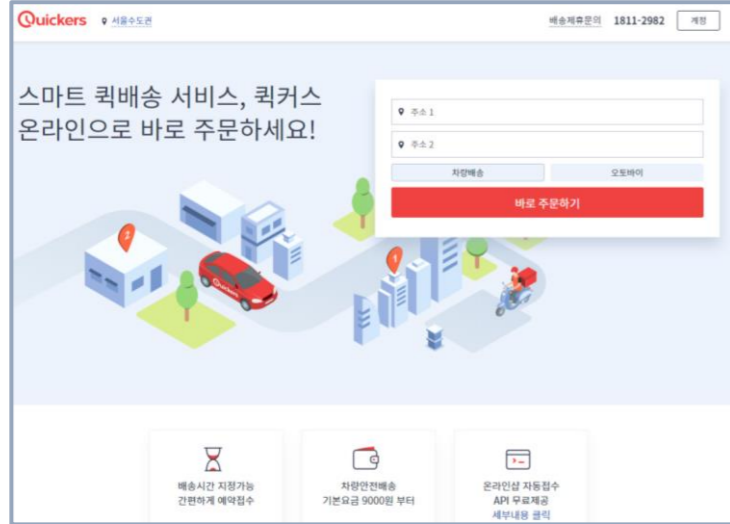 Quickers
서울수도권
배송제휴문의 1811-2982 계정
스마트 퀵배송 서비스, 퀵커스
온라인으로 바로 주문하세요!
주소 1
주소 2
차량배송 오토바이
바로 주문하기
2
1
Quickers
배송시간 지정가능
간편하게 예약접수
차량안전배송
기본요금 9000원 부터
온라인샵 자동접수
API 무료제공
세부내용 클릭